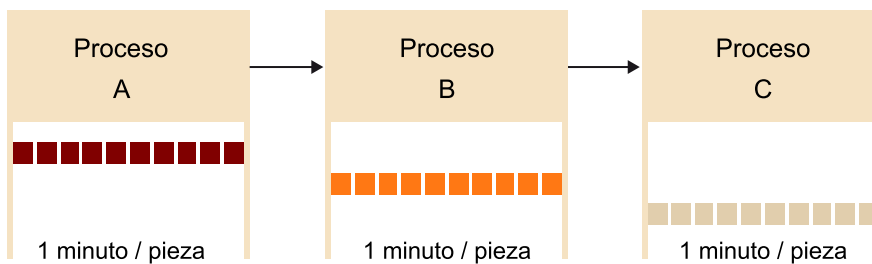 Proceso
A
Proceso
B
Proceso
C
1 minuto / pieza
1 minuto / pieza
1 minuto / pieza